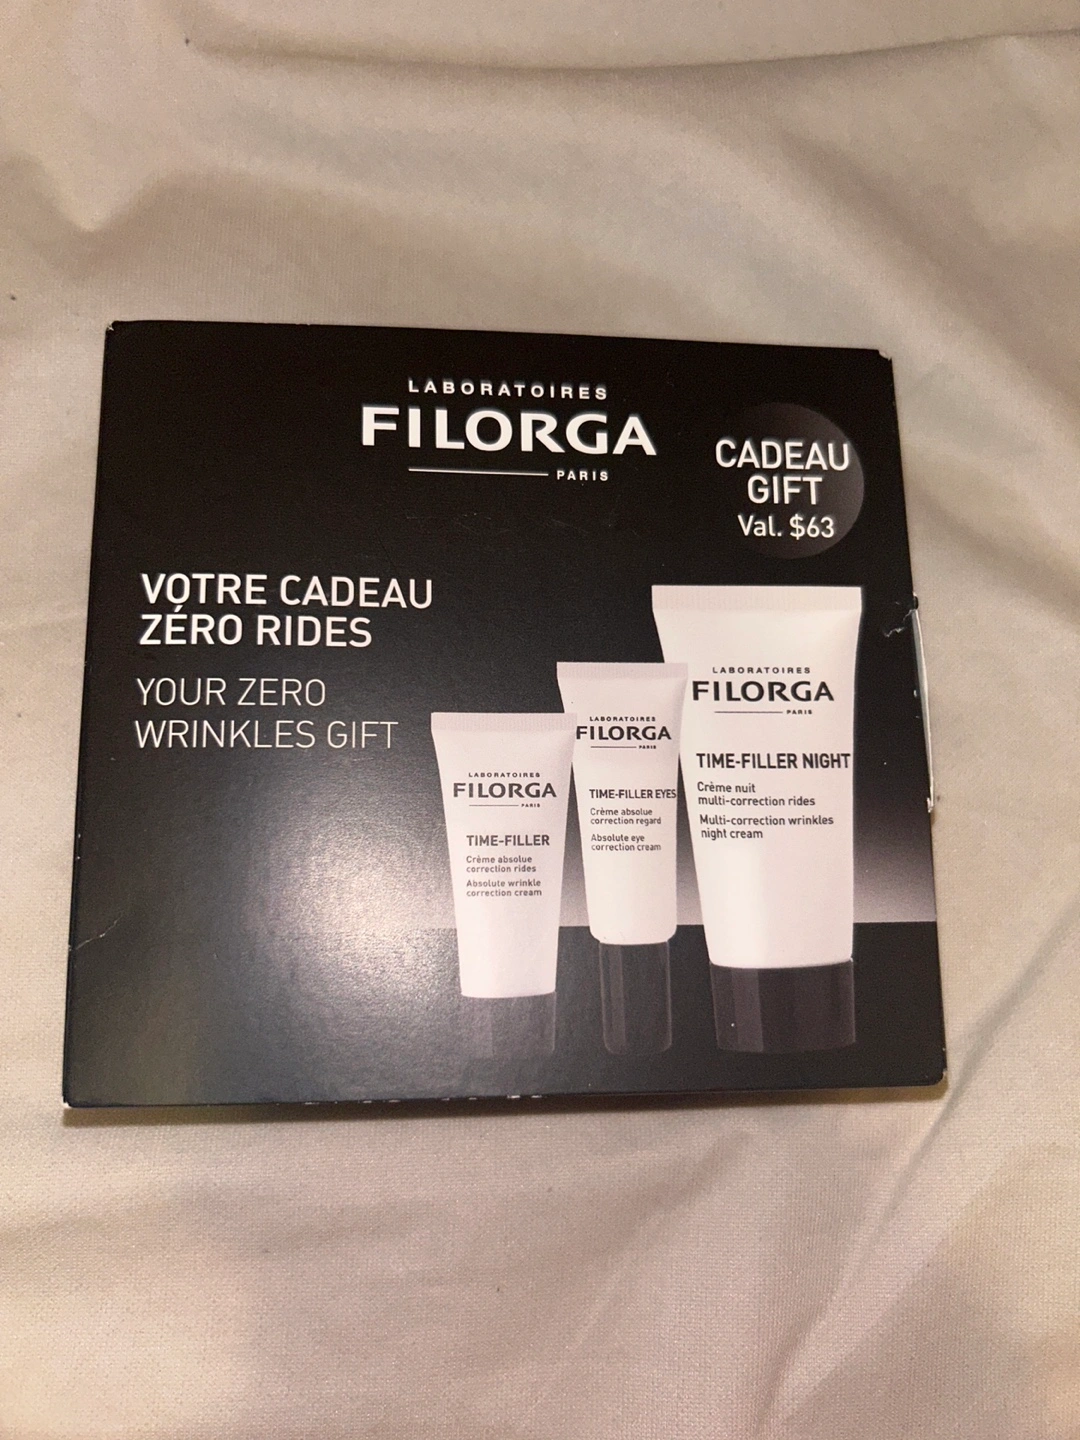 LABORATOIRES
FILORGA
PARIS
CADEAU
GIFT
Val. $63
VOTRE CADEAU
ZÉRO RIDES
YOUR ZERO
WRINKLES GIFT
LABORATOIRES
FILORGA
PARIS
TIME-FILLER
Crème absolue
correction rides
Absolute wrinkle
correction cream
LABORATOIRES
FILORGA
PARIS
TIME-FILLER EYES
Crème absolue
correction regard
Absolute eye
correction cream
LABORATOIRES
FILORGA
PARIS
TIME-FILLER NIGHT
Crème nuit
multi-correction rides
Multi-correction wrinkles
night cream